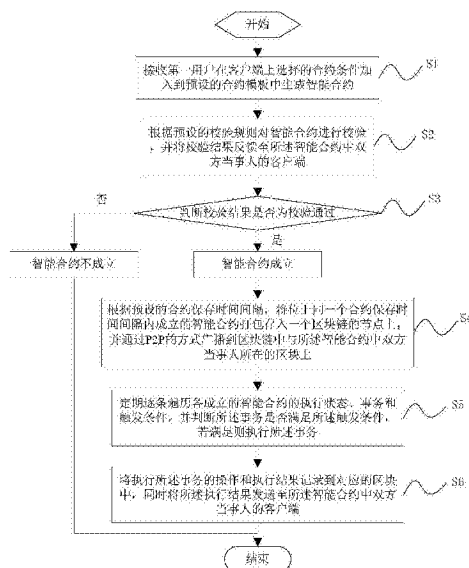 开始
接收第一用户在客户端上选择的合约条件加
入到预设的合约模板中生成智能合约
S1
根据预设的校验规则对智能合约进行校验
，并将校验结果反馈至所述智能合约中双
方当事人的客户端
S2
否
判断校验结果是否为校验通过
S3
是
智能合约不成立
智能合约成立
根据预设的合约保存时间间隔，将位于同一个合约保存时
间间隔内成立的智能合约打包存入一个区块链的节点上，
并通过P2P的方式广播到区块链中与所述智能合约中双方
当事人所在的区块上
S4
定期逐条遍历各成立的智能合约的执行状态、事务和
触发条件，并判断所述事务是否满足所述触发条件，
若满足则执行所述事务
S5
将执行所述事务的操作和执行结果记录到对应的区块
中，同时将所述执行结果发送至所述智能合约中双方
当事人的客户端
S6
结束